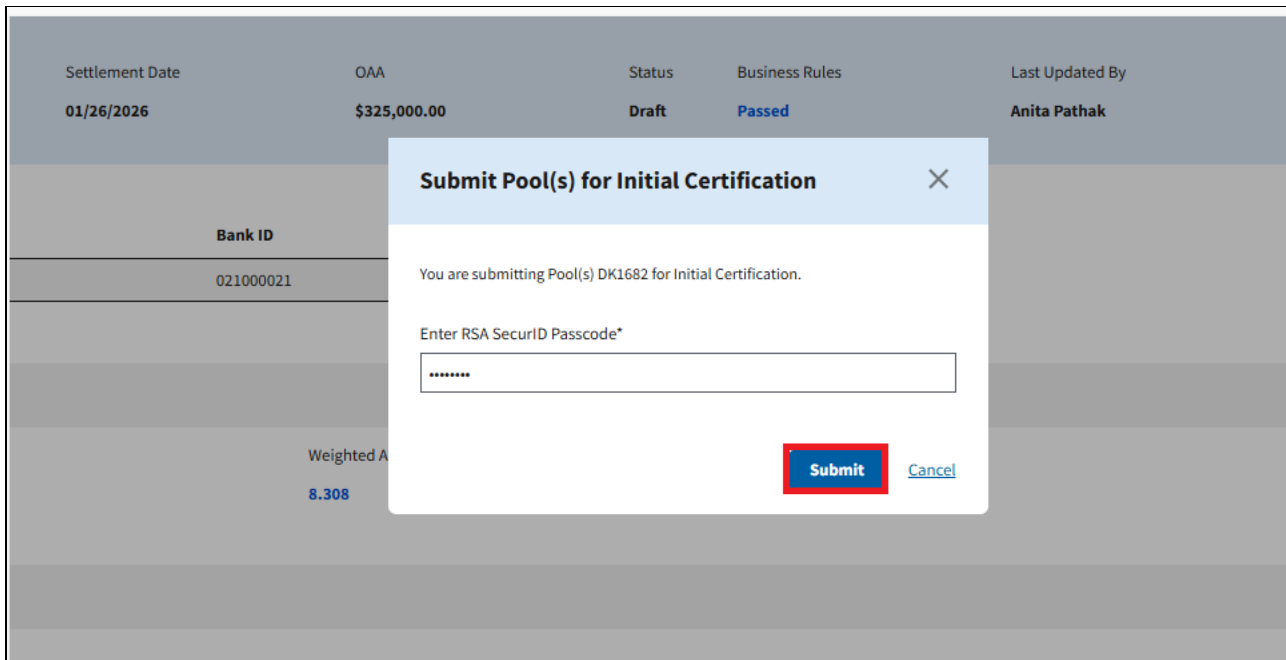 Settlement Date OAA Status Business Rules Last Updated By
01/26/2026 $325,000.00 Draft Passed Anita Pathak
Submit Pool(s) for Initial Certification
Bank ID
021000021
You are submitting Pool(s) DK1682 for Initial Certification.
Enter RSA SecurID Passcode*
••••••••
Weighted A
8.308
Submit Cancel